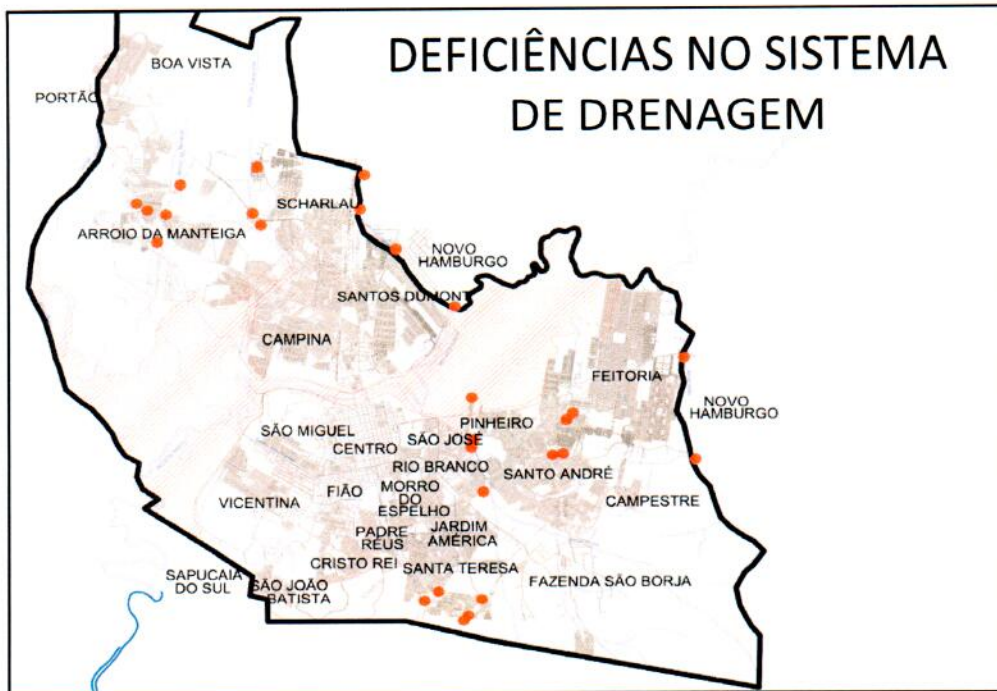 DEFICIÊNCIAS NO SISTEMA
DE DRENAGEM
BOA VISTA
PORTÃO
SCHARLAU
ARROIO DA MANTEIGA
NOVO
HAMBURGO
SANTOS DUMONT
CAMPINA
FEITORIA
NOVO
HAMBURGO
PINHEIRO
SÃO MIGUEL
SÃO JOSÉ
CENTRO
RIO BRANCO
SANTO ANDRÉ
FIÃO
MORRO
DO
ESPELHO
VICENTINA
CAMPESTRE
JARDIM
AMÉRICA
PADRE
REUS
CRISTO REI
SANTA TERESA
SAPUCAIA
DO SUL
SÃO JOÃO
BATISTA
FAZENDA SÃO BORJA